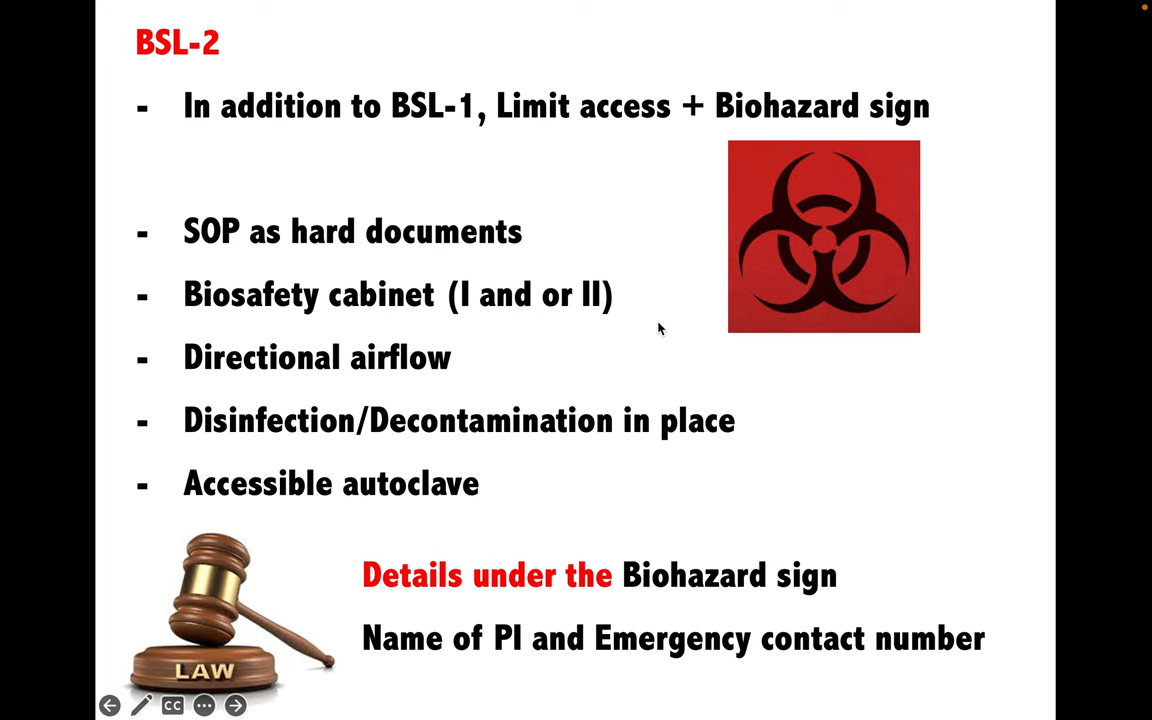 BSL-2
- In addition to BSL-1, Limit access + Biohazard sign
- SOP as hard documents
- Biosafety cabinet (I and or II)
- Directional airflow
- Disinfection/Decontamination in place
- Accessible autoclave
Details under the Biohazard sign
Name of PI and Emergency contact number
LAW
CC